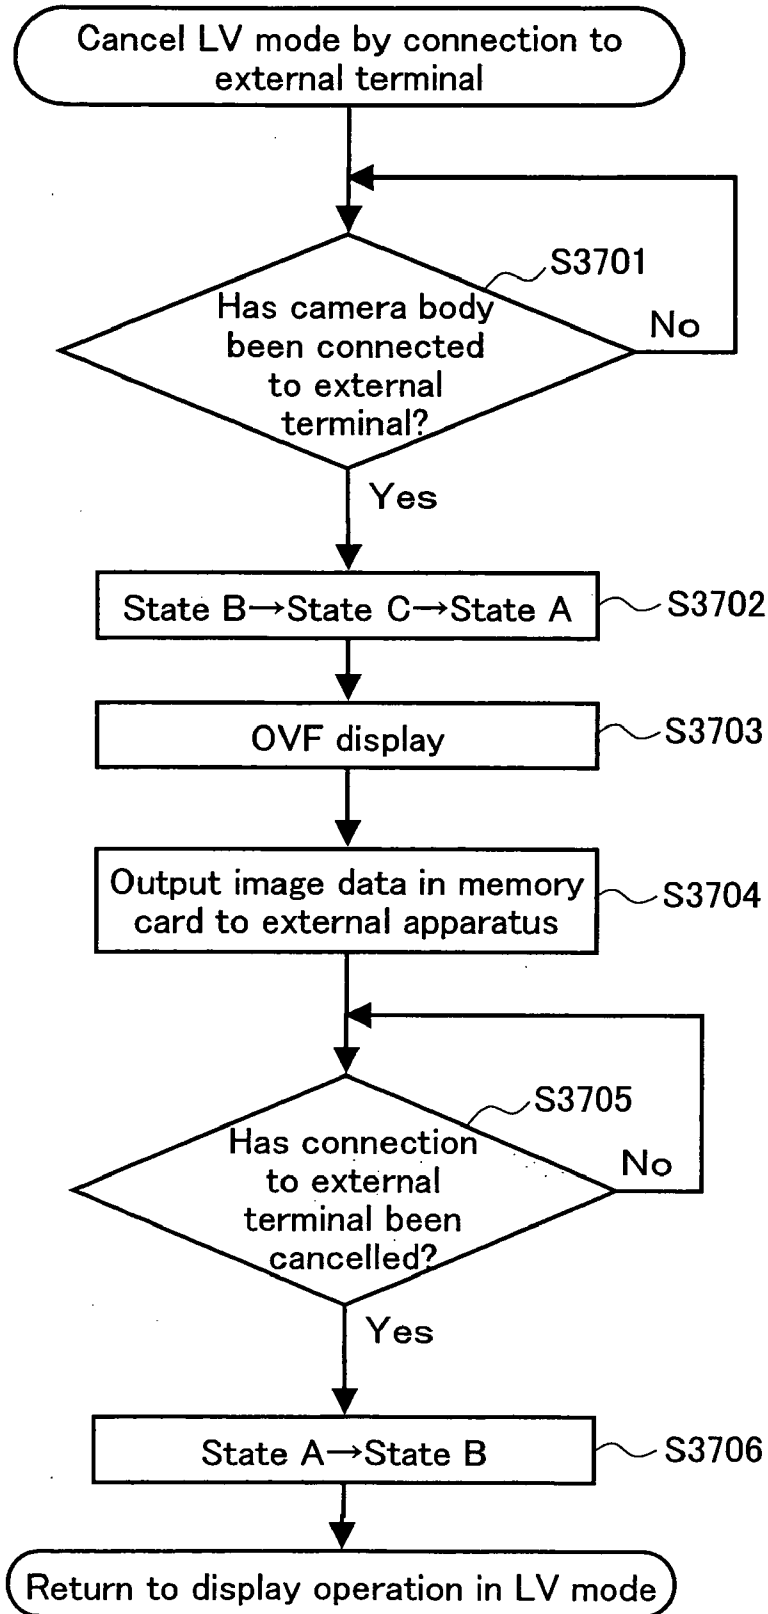 Cancel LV mode by connection to
external terminal
S3701
Has camera body
been connected
to external
terminal?
No
Yes
State B→State C→State A
S3702
OVF display
S3703
Output image data in memory
card to external apparatus
S3704
S3705
Has connection
to external
terminal been
cancelled?
No
Yes
State A→State B
S3706
Return to display operation in LV mode